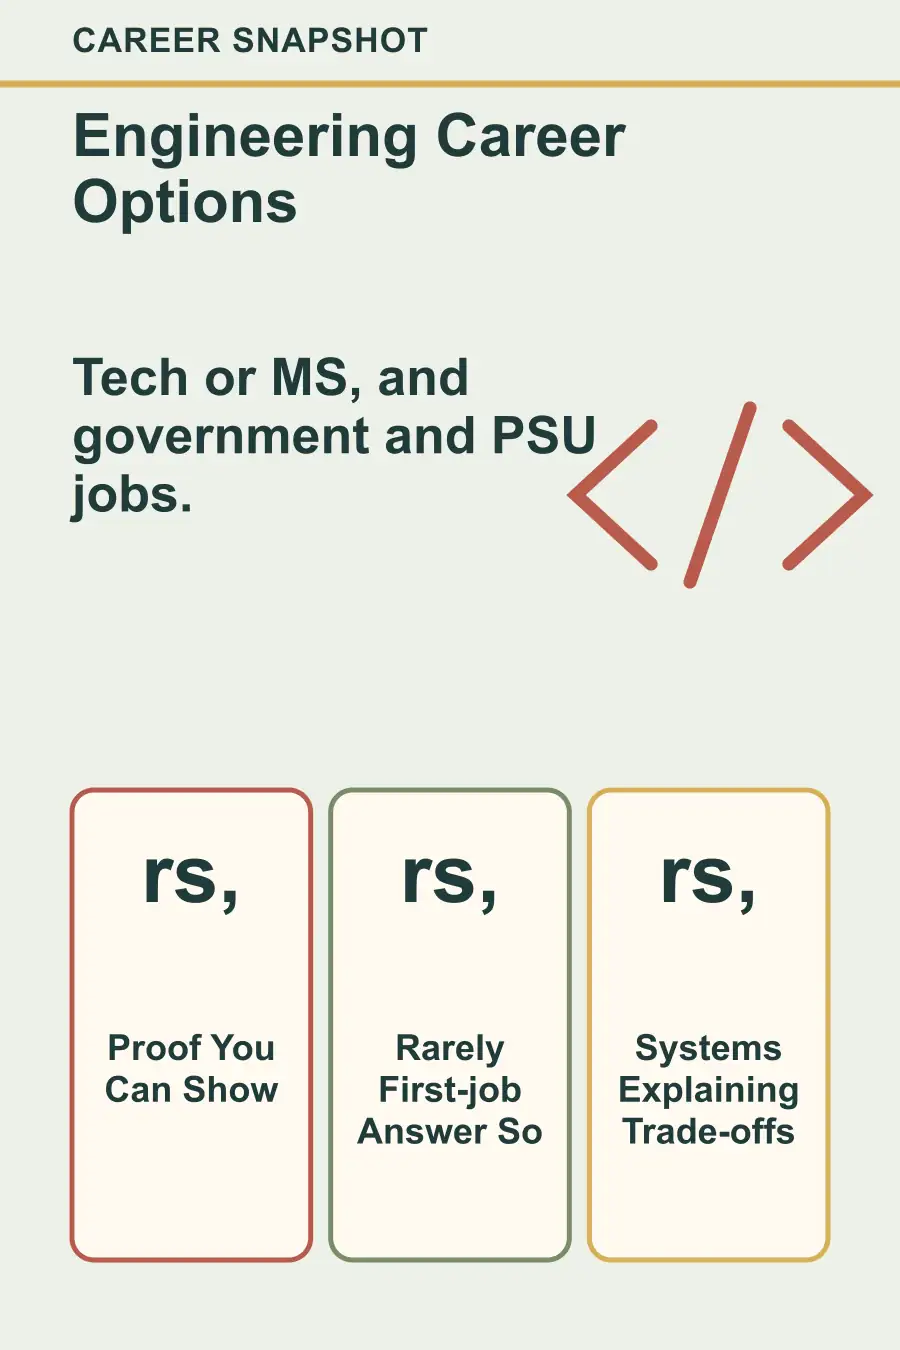 CAREER SNAPSHOT
Engineering Career
Options
Tech or MS, and
government and PSU
jobs.
</>
rs,
Proof You
Can Show
rs,
Rarely
First-job
Answer So
rs,
Systems
Explaining
Trade-offs